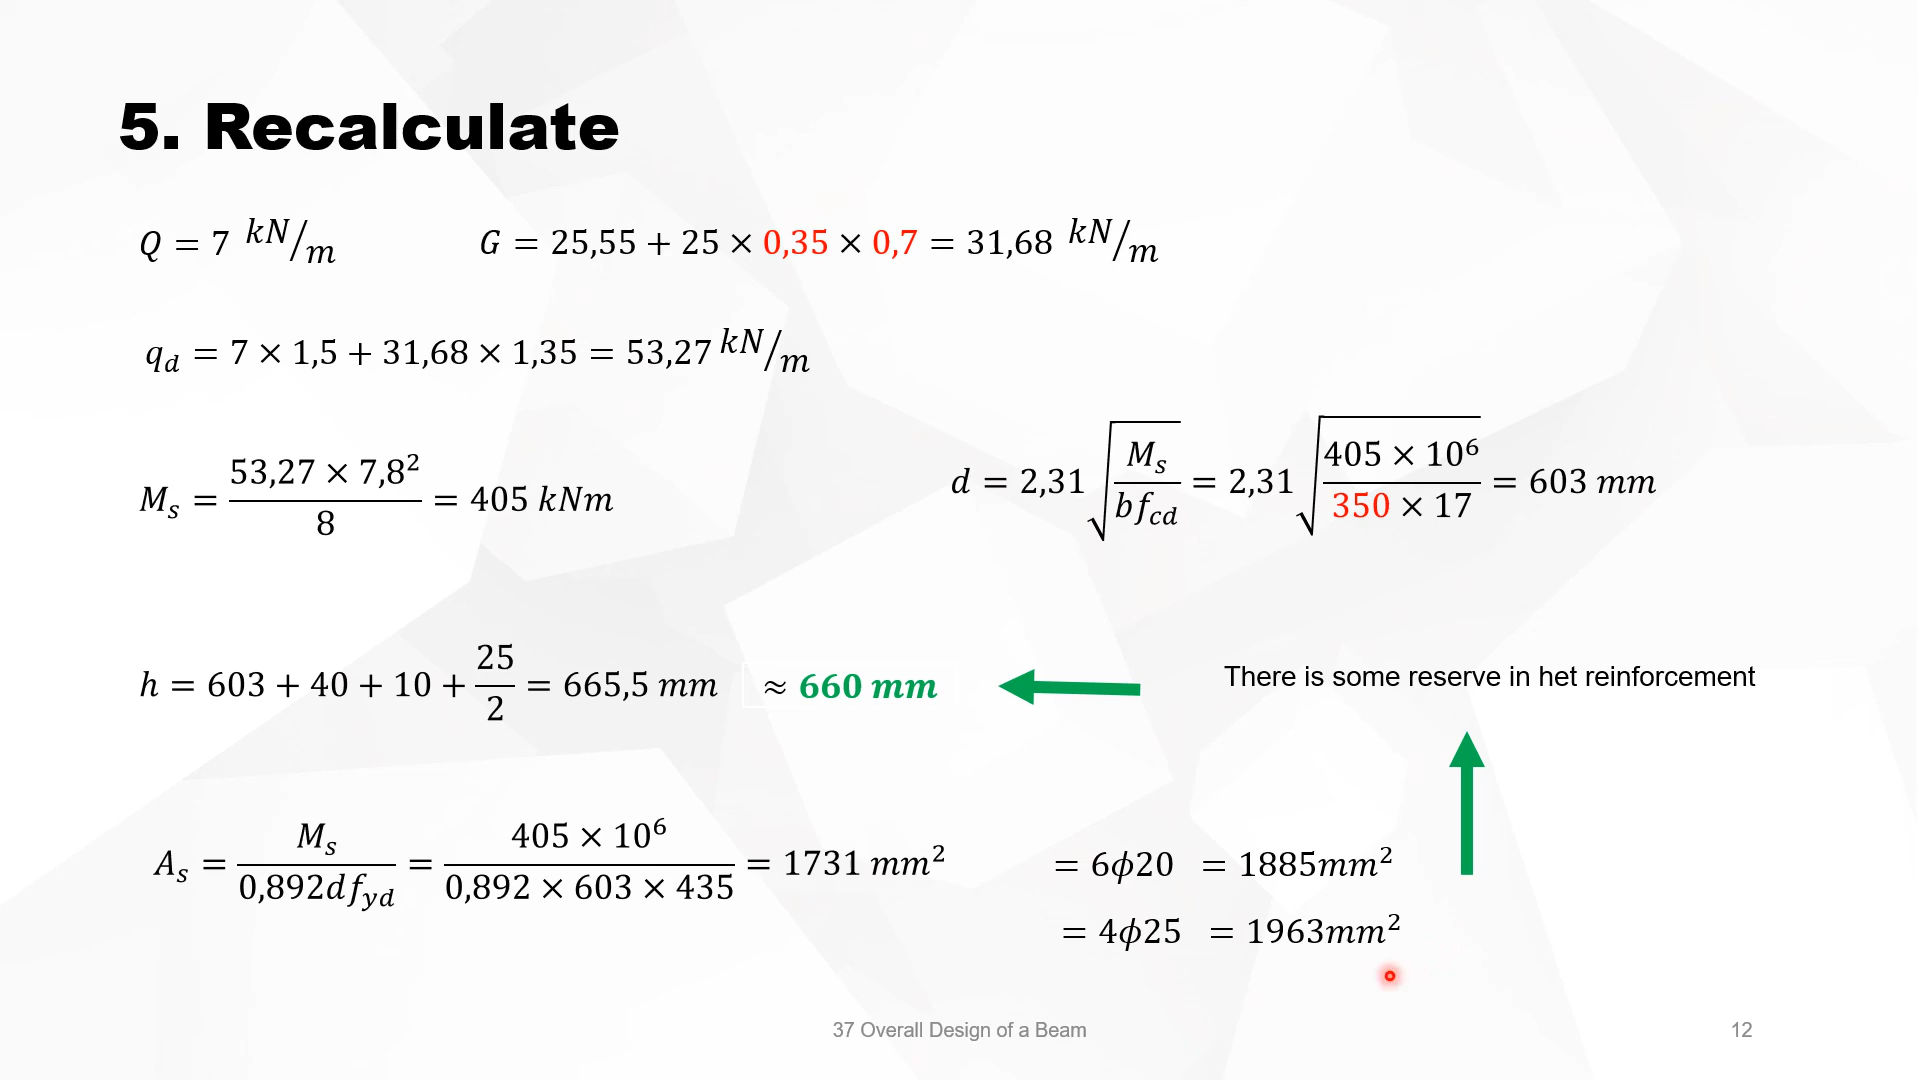 5. Recalculate
Q = 7 kN/m    G = 25,55 + 25 × 0,35 × 0,7 = 31,68 kN/m
q_d = 7 × 1,5 + 31,68 × 1,35 = 53,27 kN/m
M_s = (53,27 × 7,8²)/8 = 405 kNm    d = 2,31 √(M_s/(bf_cd)) = 2,31 √((405 × 10⁶)/(350 × 17)) = 603 mm
h = 603 + 40 + 10 + 25/2 = 665,5 mm ≈ 660 mm    There is some reserve in het reinforcement
A_s = M_s/(0,892df_yd) = (405 × 10⁶)/(0,892 × 603 × 435) = 1731 mm²    = 6ϕ20 = 1885mm²
= 4ϕ25 = 1963mm²
37 Overall Design of a Beam    12